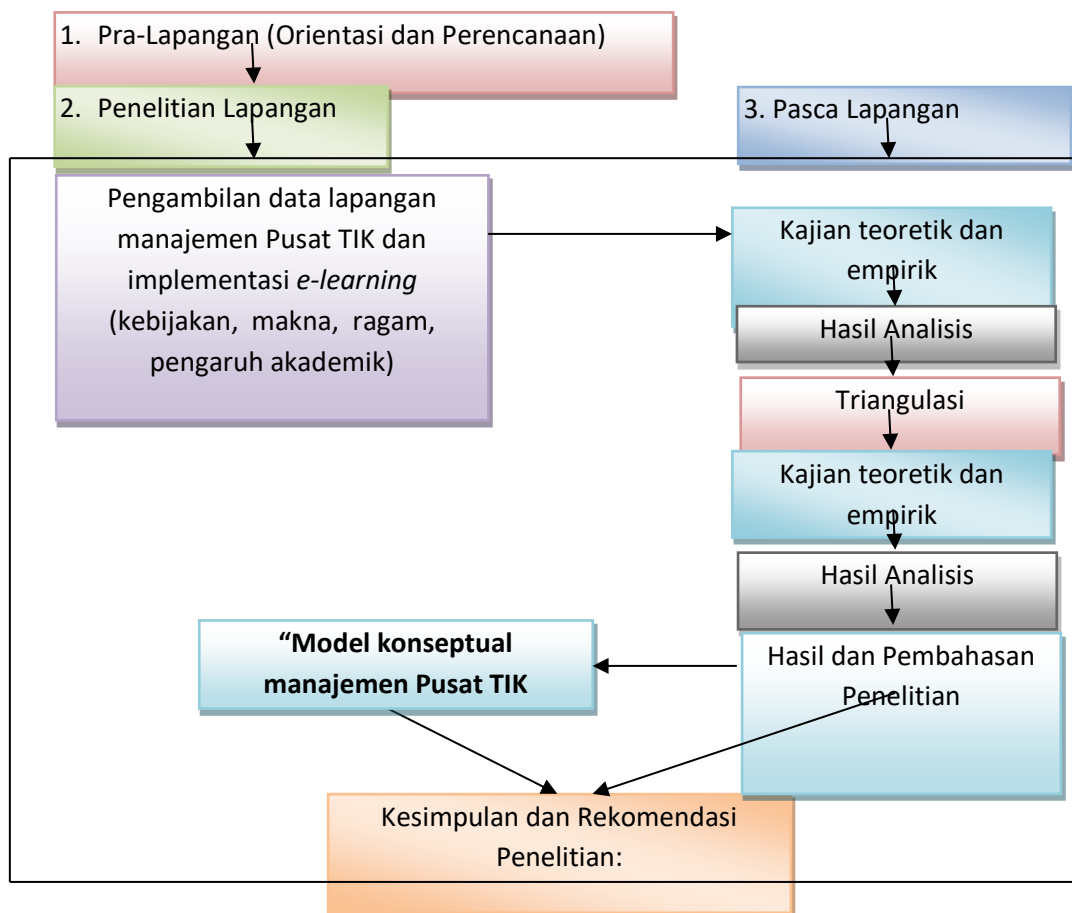 1. Pra-Lapangan (Orientasi dan Perencanaan)
2. Penelitian Lapangan
Pengambilan data lapangan
manajemen Pusat TIK dan
implementasi e-learning
(kebijakan, makna, ragam,
pengaruh akademik)
3. Pasca Lapangan
Kajian teoretik dan
empirik
Hasil Analisis
Triangulasi
Kajian teoretik dan
empirik
Hasil Analisis
Hasil dan Pembahasan
Penelitian
“Model konseptual
manajemen Pusat TIK
Kesimpulan dan Rekomendasi
Penelitian: